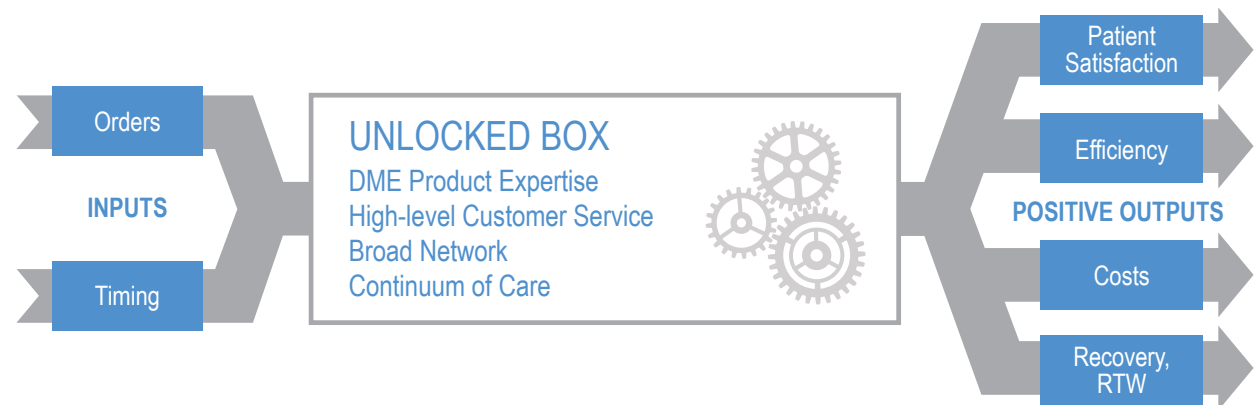 Orders
INPUTS
Timing
UNLOCKED BOX
DME Product Expertise
High-level Customer Service
Broad Network
Continuum of Care
Patient
Satisfaction
Efficiency
POSITIVE OUTPUTS
Costs
Recovery,
RTW